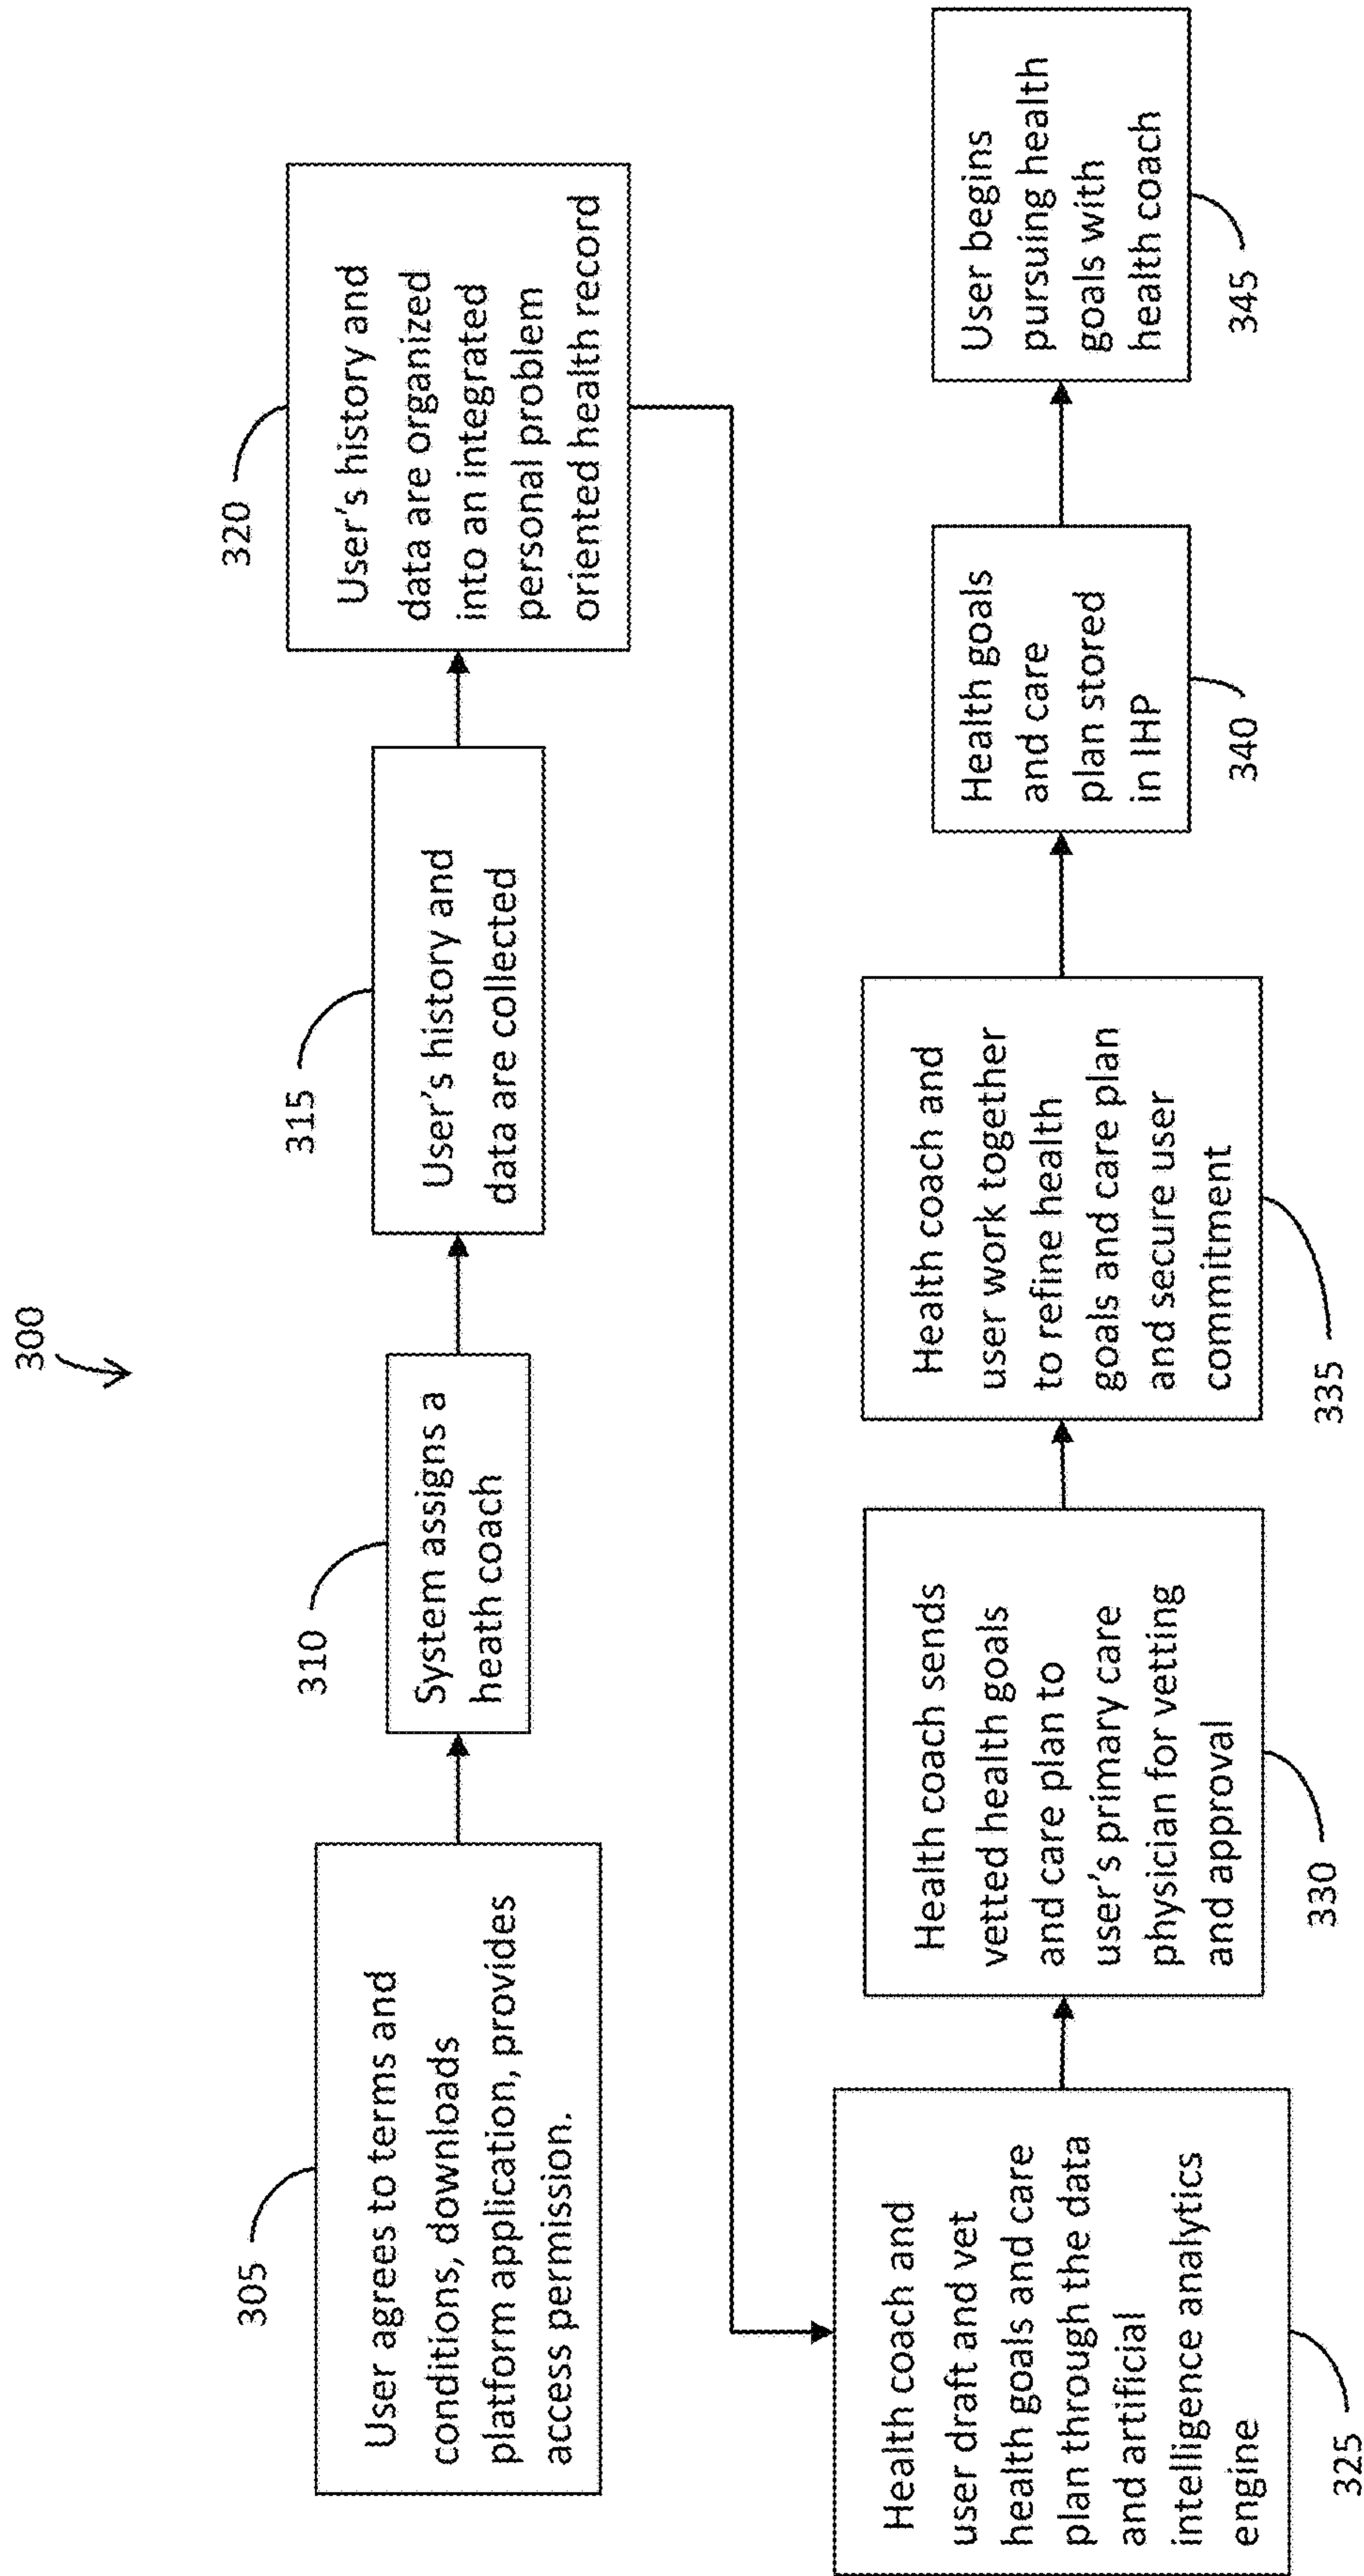 300
305
User agrees to terms and
conditions, downloads
platform application, provides
access permission.
310
System assigns a
heath coach
315
User's history and
data are collected
320
User's history and
data are organized
into an integrated
personal problem
oriented health record
Health coach and
user draft and vet
health goals and care
plan through the data
and artificial
intelligence analytics
engine
325
Health coach sends
vetted health goals
and care plan to
user's primary care
physician for vetting
and approval
330
Health coach and
user work together
to refine health
goals and care plan
and secure user
commitment
335
Health goals
and care
plan stored
in IHP
340
User begins
pursuing health
goals with
health coach
345